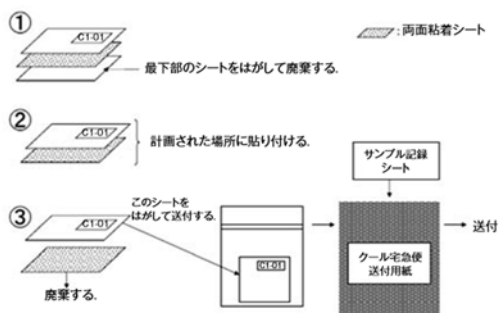 ①
C1-01
:両面粘着シート
最下部のシートをはがして廃棄する.
②
C1-01
計画された場所に貼り付ける.
③
C1-01
このシートを
はがして送付する.
廃棄する.
C1-01
サンプル記録
シート
クール宅急便
送付用紙
送付